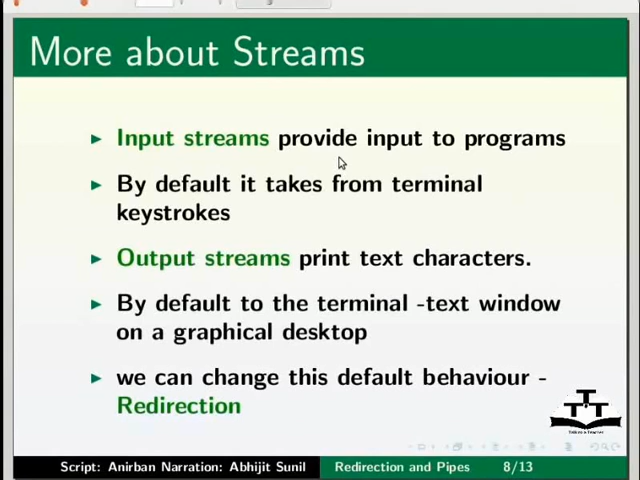 More about Streams
Input streams provide input to programs
By default it takes from terminal
keystrokes
Output streams print text characters.
By default to the terminal -text window
on a graphical desktop
we can change this default behaviour -
Redirection
Script: Anirban Narration: Abhijit Sunil Redirection and Pipes 8/13